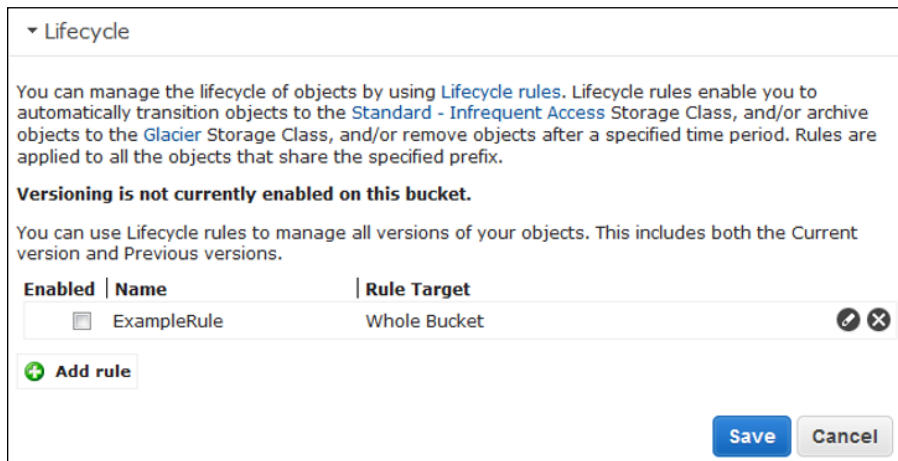 Lifecycle
You can manage the lifecycle of objects by using Lifecycle rules. Lifecycle rules enable you to
automatically transition objects to the Standard - Infrequent Access Storage Class, and/or archive
objects to the Glacier Storage Class, and/or remove objects after a specified time period. Rules are
applied to all the objects that share the specified prefix.
Versioning is not currently enabled on this bucket.
You can use Lifecycle rules to manage all versions of your objects. This includes both the Current
version and Previous versions.
Enabled Name Rule Target
ExampleRule Whole Bucket
Add rule
Save Cancel